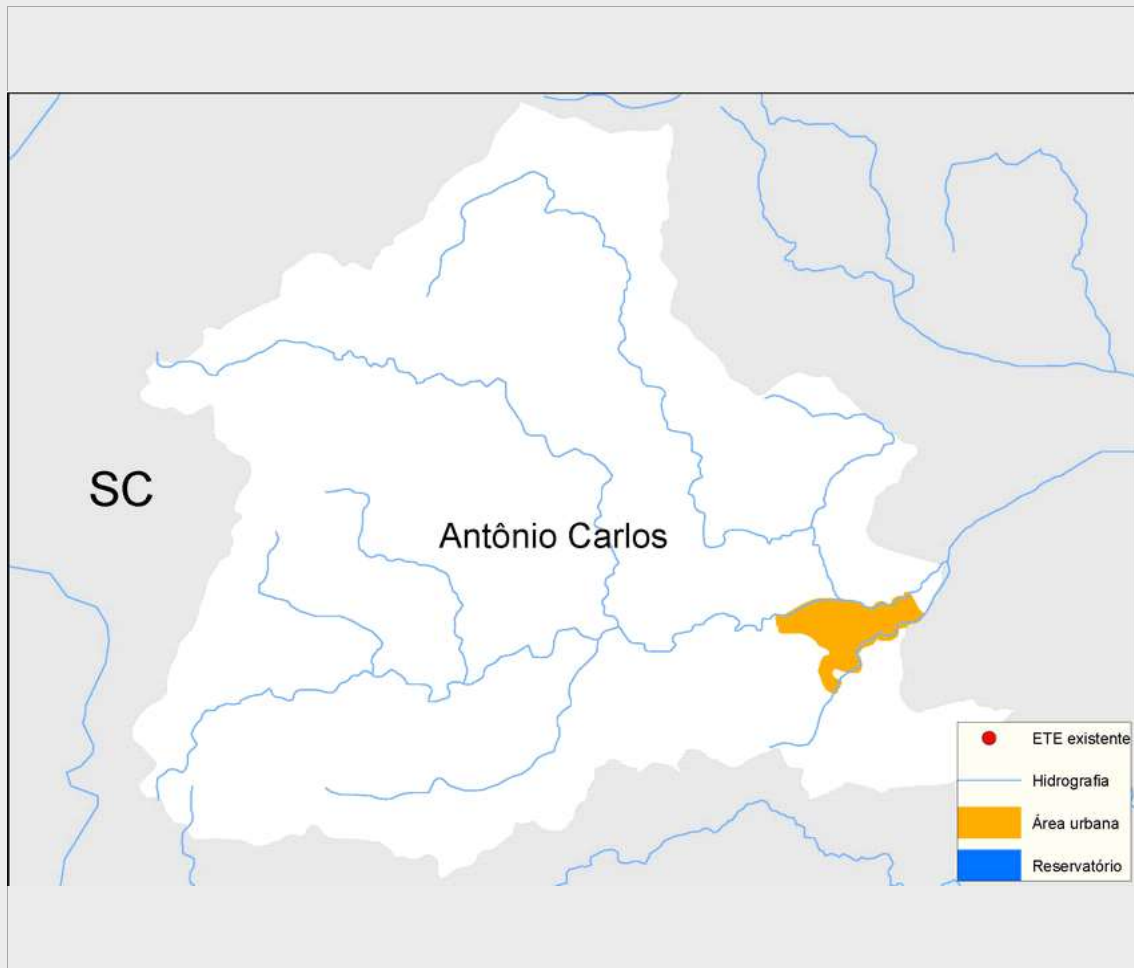 SC
Antônio Carlos
ETE existente
Hidrografia
Área urbana
Reservatório